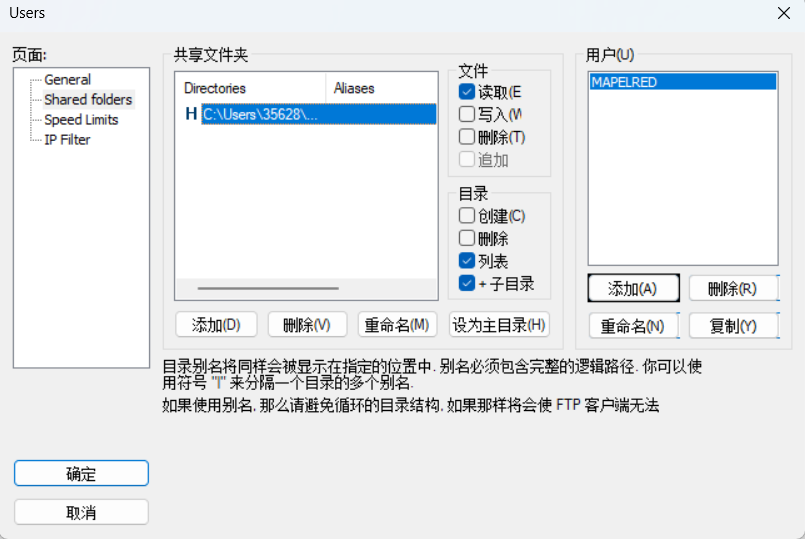 Users
页面:
General
Shared folders
Speed Limits
IP Filter
共享文件夹
Directories Aliases
H C:\Users\35628\...
文件
读取(E
写入(W
删除(T)
追加
目录
创建(C)
删除
列表
+ 子目录
添加(D) 删除(V) 重命名(M) 设为主目录(H)
用户(U)
MAPELRED
添加(A) 删除(R)
重命名(N) 复制(Y)
目录别名将同样会被显示在指定的位置中. 别名必须包含完整的逻辑路径. 你可以使
用符号 "|" 来分隔一个目录的多个别名.
如果使用别名, 那么请避免循环的目录结构, 如果那样将会使 FTP 客户端无法
确定
取消